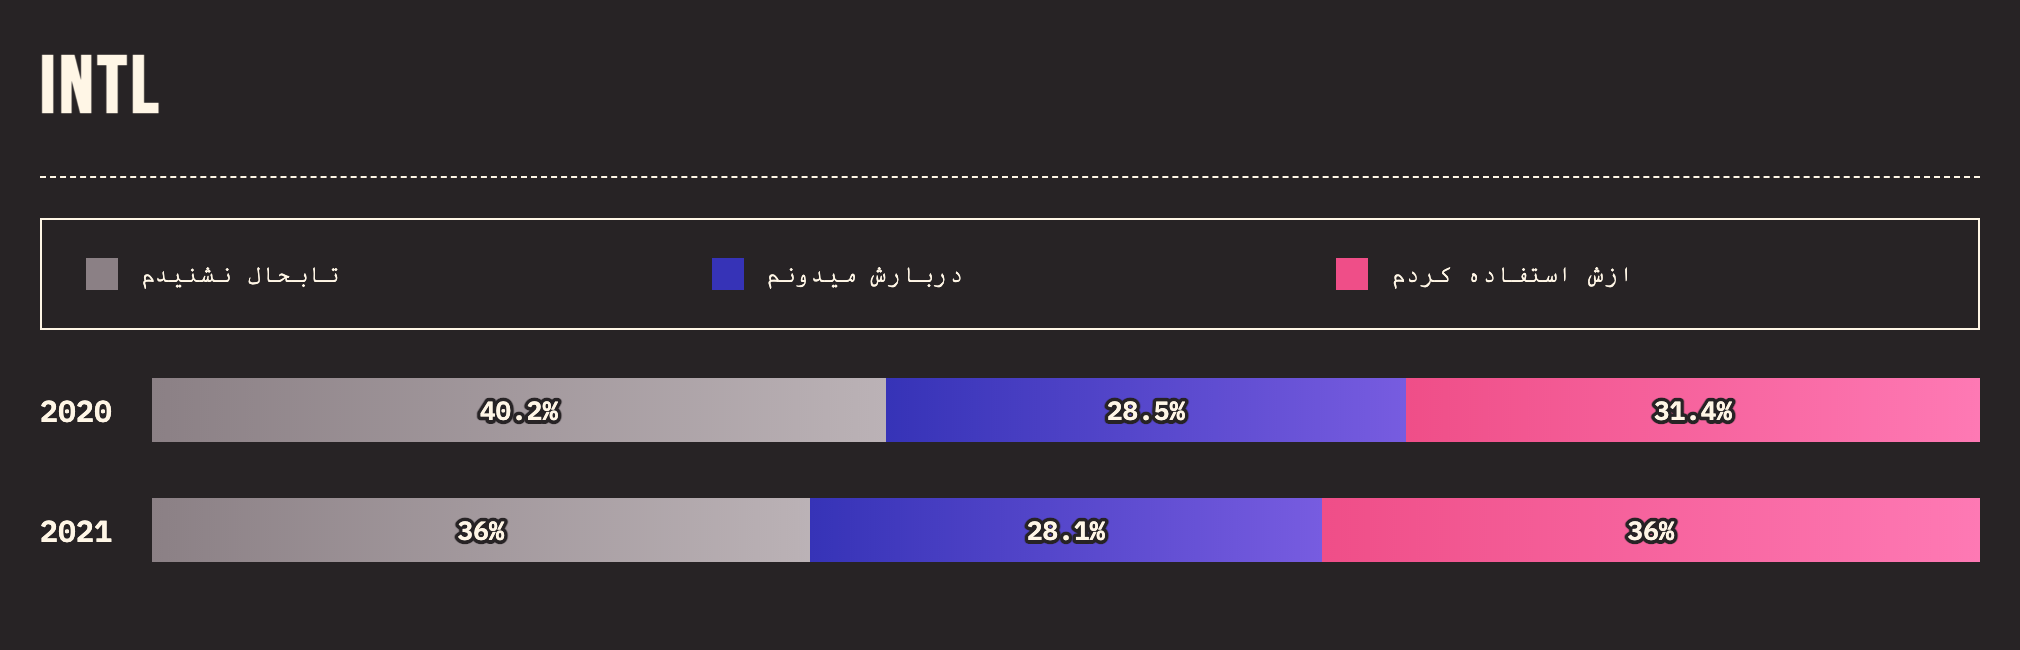 INTL
تابحال نشنیدم
دربارش میدونم
ازش استفاده کردم
2020 40.2% 28.5% 31.4%
2021 36% 28.1% 36%